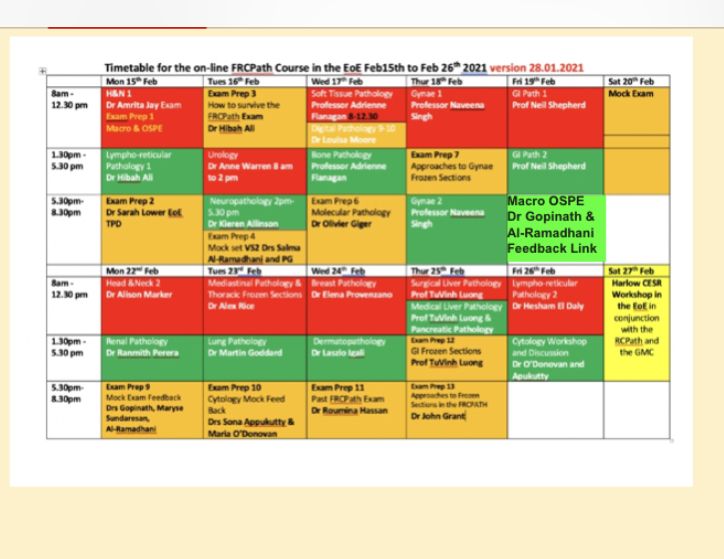 Timetable for the on-line FRCPath Course in the EoE Feb15th to Feb 26th 2021 version 28.01.2021
Mon 15th Feb
Tues 16th Feb
Wed 17th Feb
Thur 18th Feb
Fri 19th Feb
Sat 20th Feb
8am -
12.30 pm
H&N 1
Dr Amrita Jay Exam
Exam Prep 1
Macro & OSPE
Exam Prep 3
How to survive the
FRCPath Exam
Dr Hibah Ali
Soft Tissue Pathology
Professor Adrienne
Flanagan 8-12.30
Digital Pathology 9-10
Dr Louisa Moore
Gynae 1
Professor Naveena
Singh
GI Path 1
Prof Neil Shepherd
Mock Exam
1.30pm -
5.30 pm
Lympho-reticular
Pathology 1
Dr Hibah Ali
Urology
Dr Anne Warren 8 am
to 2 pm
Bone Pathology
Professor Adrienne
Flanagan
Exam Prep 7
Approaches to Gynae
Frozen Sections
GI Path 2
Prof Neil Shepherd
5.30pm-
8.30pm
Exam Prep 2
Dr Sarah Lower EoE
TPD
Neuropathology 2pm-
5.30 pm
Dr Kieren Allinson
Exam Prep 4
Mock set VS2 Drs Salma
Al-Ramadhani and PG
Exam Prep 6
Molecular Pathology
Dr Olivier Giger
Gynae 2
Professor Naveena
Singh
Macro OSPE
Dr Gopinath &
Al-Ramadhani
Feedback Link
Mon 22nd Feb
Tues 23rd Feb
Wed 24th Feb
Thur 25th Feb
Fri 26th Feb
Sat 27th Feb
8am -
12.30 pm
Head &Neck 2
Dr Alison Marker
Mediastinal Pathology &
Thoracic Frozen Sections
Dr Alex Rice
Breast Pathology
Dr Elena Provenzano
Surgical Liver Pathology
Prof TuVinh Luong
Medical Liver Pathology
Prof TuVinh Luong &
Pancreatic Pathology
Lympho-reticular
Pathology 2
Dr Hesham El Daly
Harlow CESR
Workshop in
the EoE in
conjunction
with the
RCPath and
the GMC
1.30pm -
5.30 pm
Renal Pathology
Dr Ranmith Perera
Lung Pathology
Dr Martin Goddard
Dermatopathology
Dr Laszlo Igali
Exam Prep 12
GI Frozen Sections
Prof TuVinh Luong
Cytology Workshop
and Discussion
Dr O'Donovan and
Apukutty
5.30pm-
8.30pm
Exam Prep 9
Mock Exam Feedback
Drs Gopinath, Maryse
Sundaresan,
Al-Ramadhani
Exam Prep 10
Cytology Mock Feed
Back
Drs Sona Appukutty &
Maria O'Donovan
Exam Prep 11
Past FRCPath Exam
Dr Roumina Hassan
Exam Prep 13
Approaches to Frozen
Sections in the FRCPATH
Dr John Grant